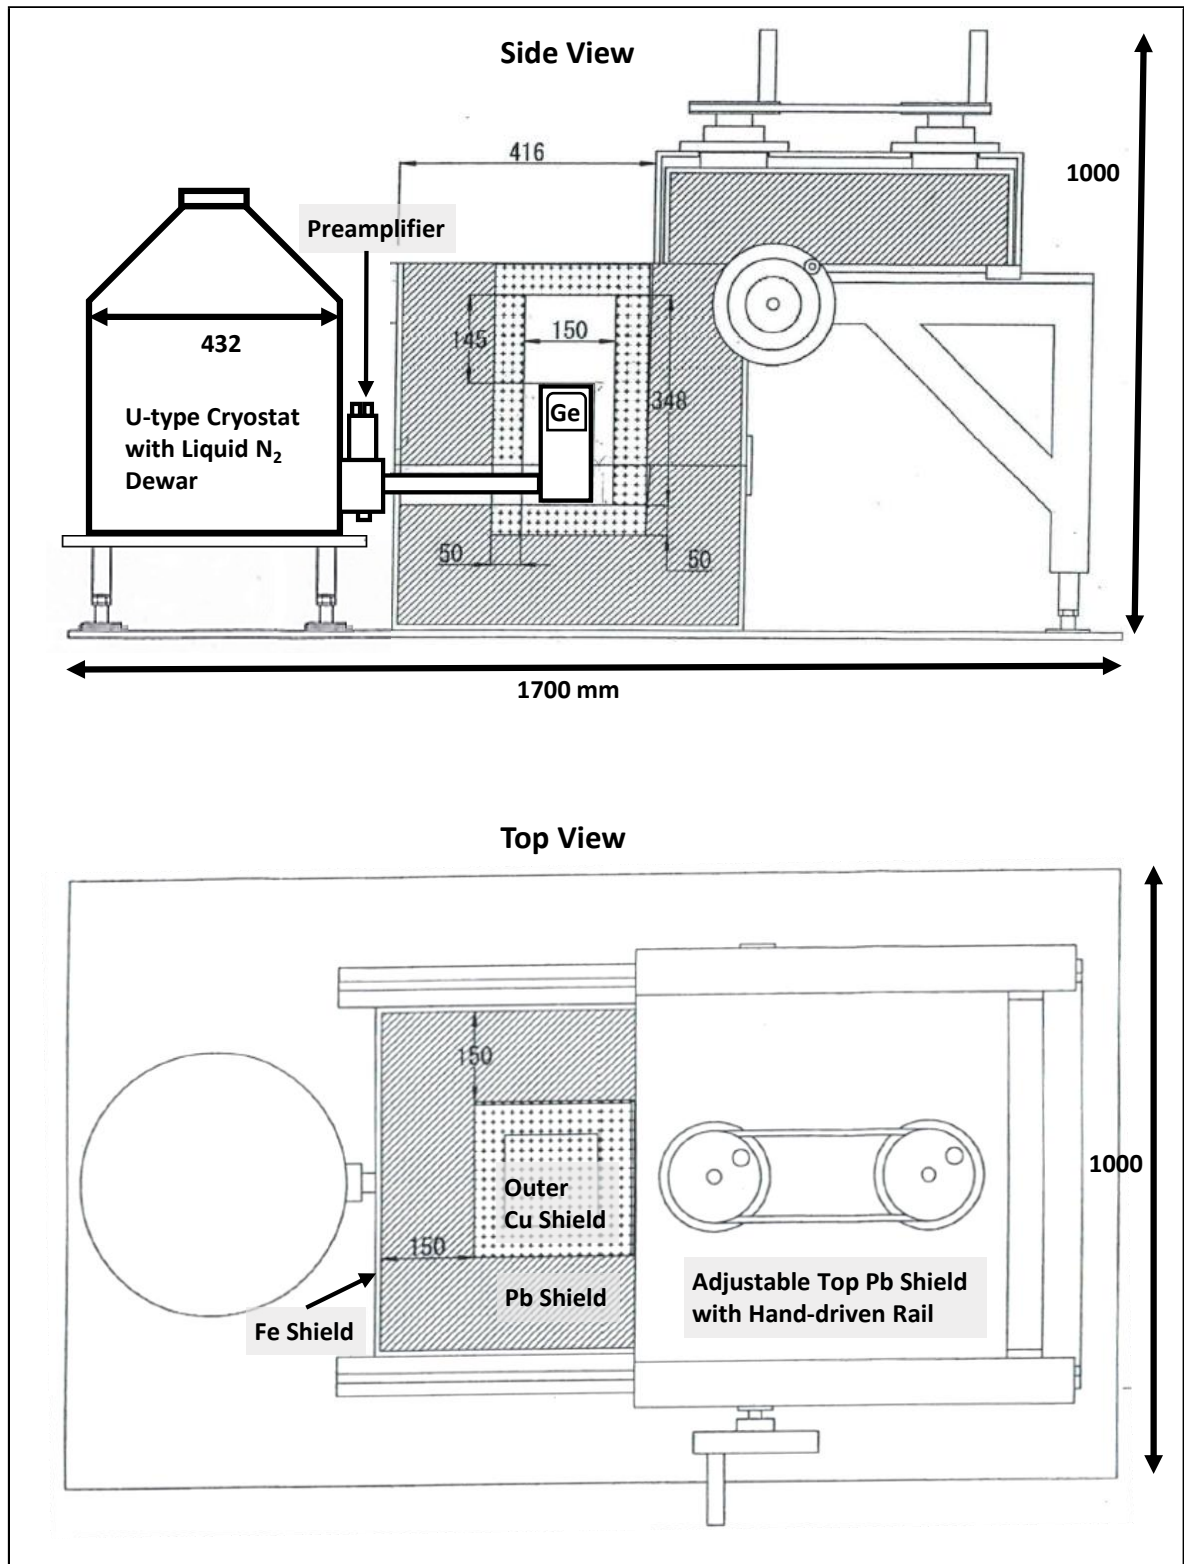 Side View
416
1000
Preamplifier
145
150
432
348
Ge
U-type Cryostat
with Liquid N₂
Dewar
50
50
1700 mm
Top View
150
1000
Outer
Cu Shield
150
Pb Shield
Adjustable Top Pb Shield
with Hand-driven Rail
Fe Shield